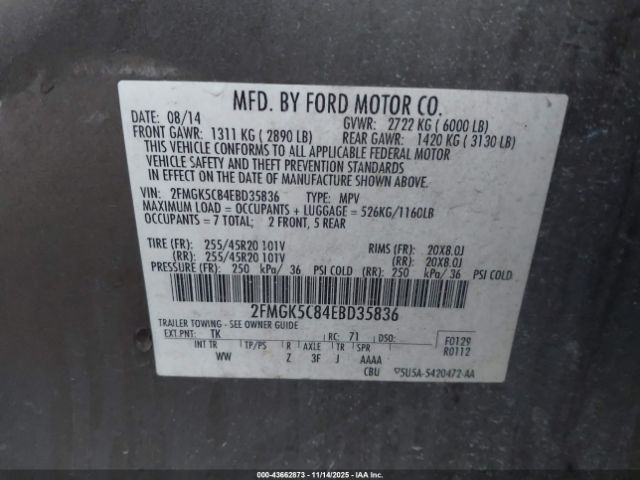 MFD. BY FORD MOTOR CO.
DATE: 08/14 GVWR: 2722 KG ( 6000 LB)
FRONT GAWR: 1311 KG ( 2890 LB) REAR GAWR: 1420 KG ( 3130 LB)
THIS VEHICLE CONFORMS TO ALL APPLICABLE FEDERAL MOTOR
VEHICLE SAFETY AND THEFT PREVENTION STANDARDS
IN EFFECT ON THE DATE OF MANUFACTURE SHOWN ABOVE.
VIN: 2FMGK5C84EBD35836 TYPE: MPV
MAXIMUM LOAD = OCCUPANTS + LUGGAGE = 526KG/1160LB
OCCUPANTS = 7 TOTAL; 2 FRONT, 5 REAR
TIRE (FR): 255/45R20 101V RIMS (FR): 20X8.0J
(RR): 255/45R20 101V (RR): 20X8.0J
PRESSURE (FR): 250 kPa/ 36 PSI COLD (RR): 250 kPa/ 36 PSI COLD
2FMGK5C84EBD35836
TRAILER TOWING - SEE OWNER GUIDE
EXT.PNT: TK RC: 71 DSO: F0129
INT TR TP/PS R AXLE TR SPR R0112
WW Z 3F J AAAA
CBU 5U5A-5420472-AA
000-43662873 - 11/14/2025 - IAA, Inc.